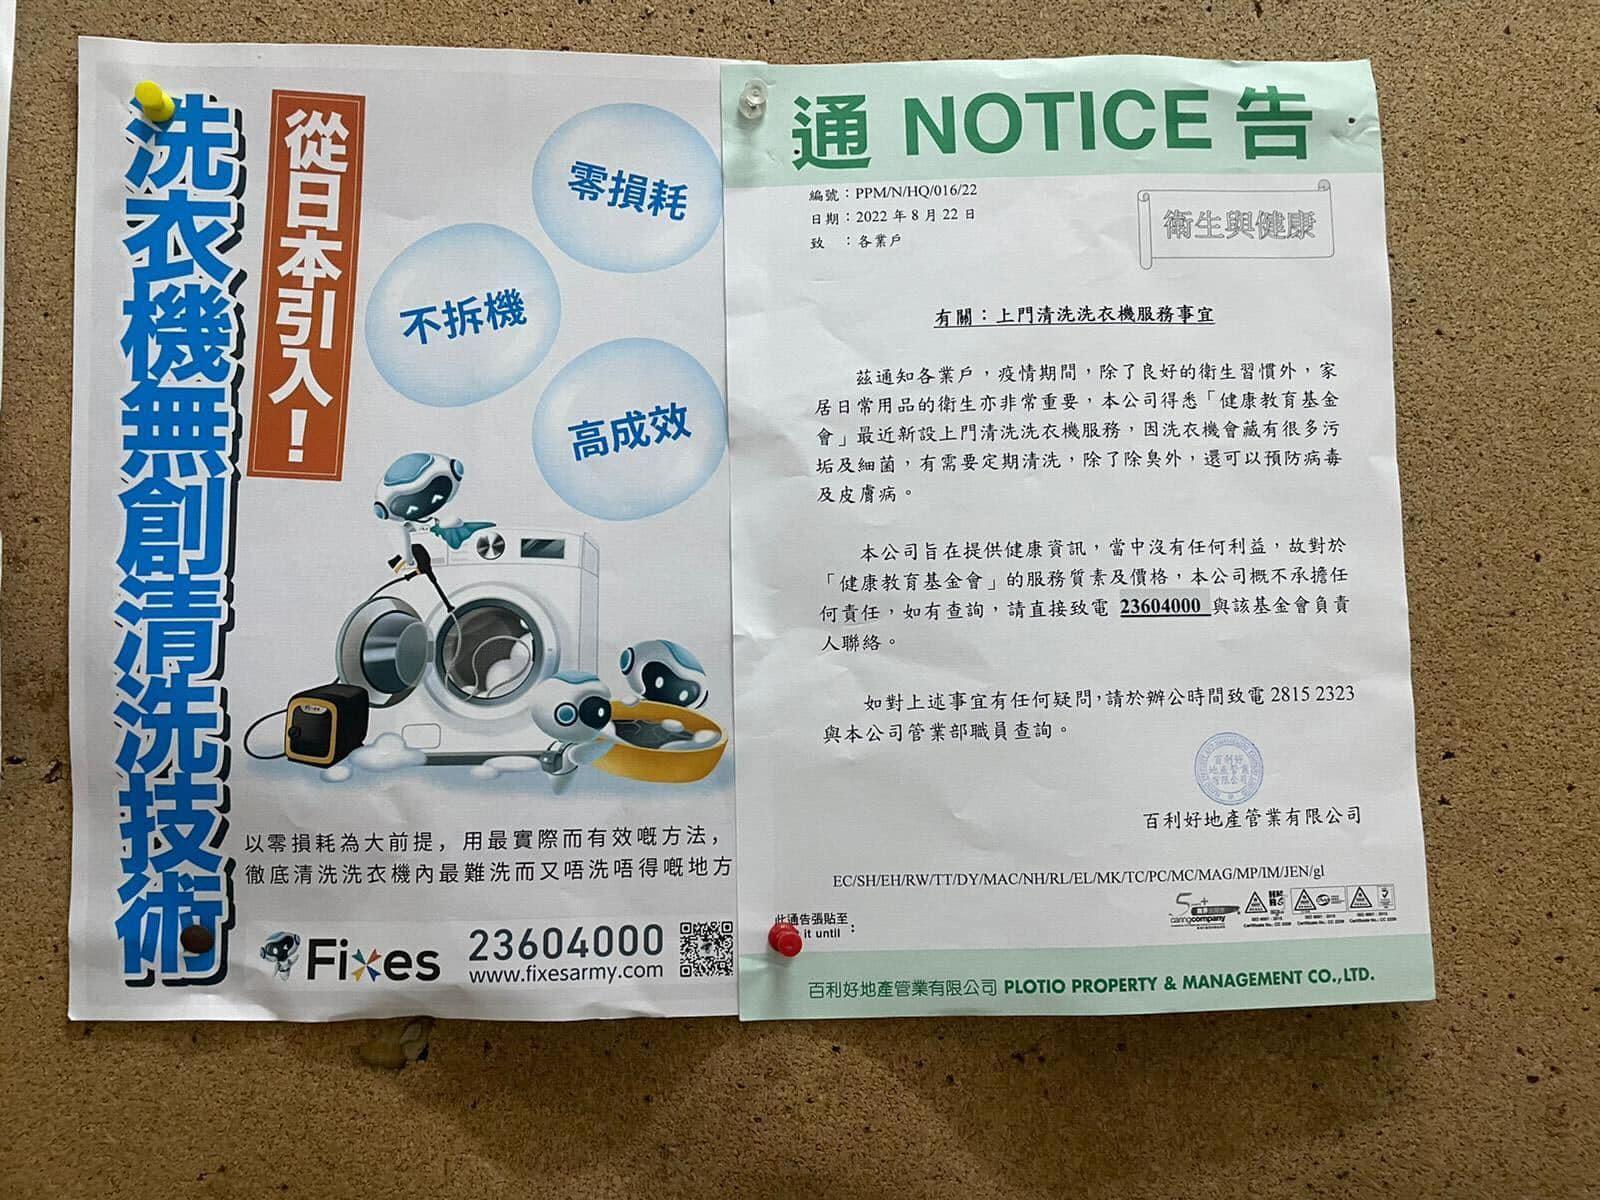 洗衣機無創清洗技術
從日本引入！
零損耗
不拆機
高成效
以零損耗為大前提，用最實際而有效嘅方法，
徹底清洗洗衣機內最難洗而又唔洗唔得嘅地方
Fixes
23604000
www.fixesarmy.com
通 NOTICE 告
編號：PPM/N/HQ/016/22
日期：2022 年 8 月 22 日
致　：各業戶
衛生與健康
有關：上門清洗洗衣機服務事宜
茲通知各業戶，疫情期間，除了良好的衛生習慣外，家
居日常用品的衛生亦非常重要，本公司得悉「健康教育基金
會」最近新設上門清洗洗衣機服務，因洗衣機會藏有很多污
垢及細菌，有需要定期清洗，除了除臭外，還可以預防病毒
及皮膚病。
本公司旨在提供健康資訊，當中沒有任何利益，故對於
「健康教育基金會」的服務質素及價格，本公司概不承擔任
何責任，如有查詢，請直接致電 23604000 與該基金會負責
人聯絡。
如對上述事宜有任何疑問，請於辦公時間致電 2815 2323
與本公司管業部職員查詢。
百利好
地產管業
有限公司
百利好地產管業有限公司
EC/SH/EH/RW/TT/DY/MAC/NH/RL/EL/MK/TC/PC/MC/MAG/MP/IM/JEN/gl
5+
caringcompany
此通告張貼至
it until :
百利好地產管業有限公司 PLOTIO PROPERTY & MANAGEMENT CO.,LTD.